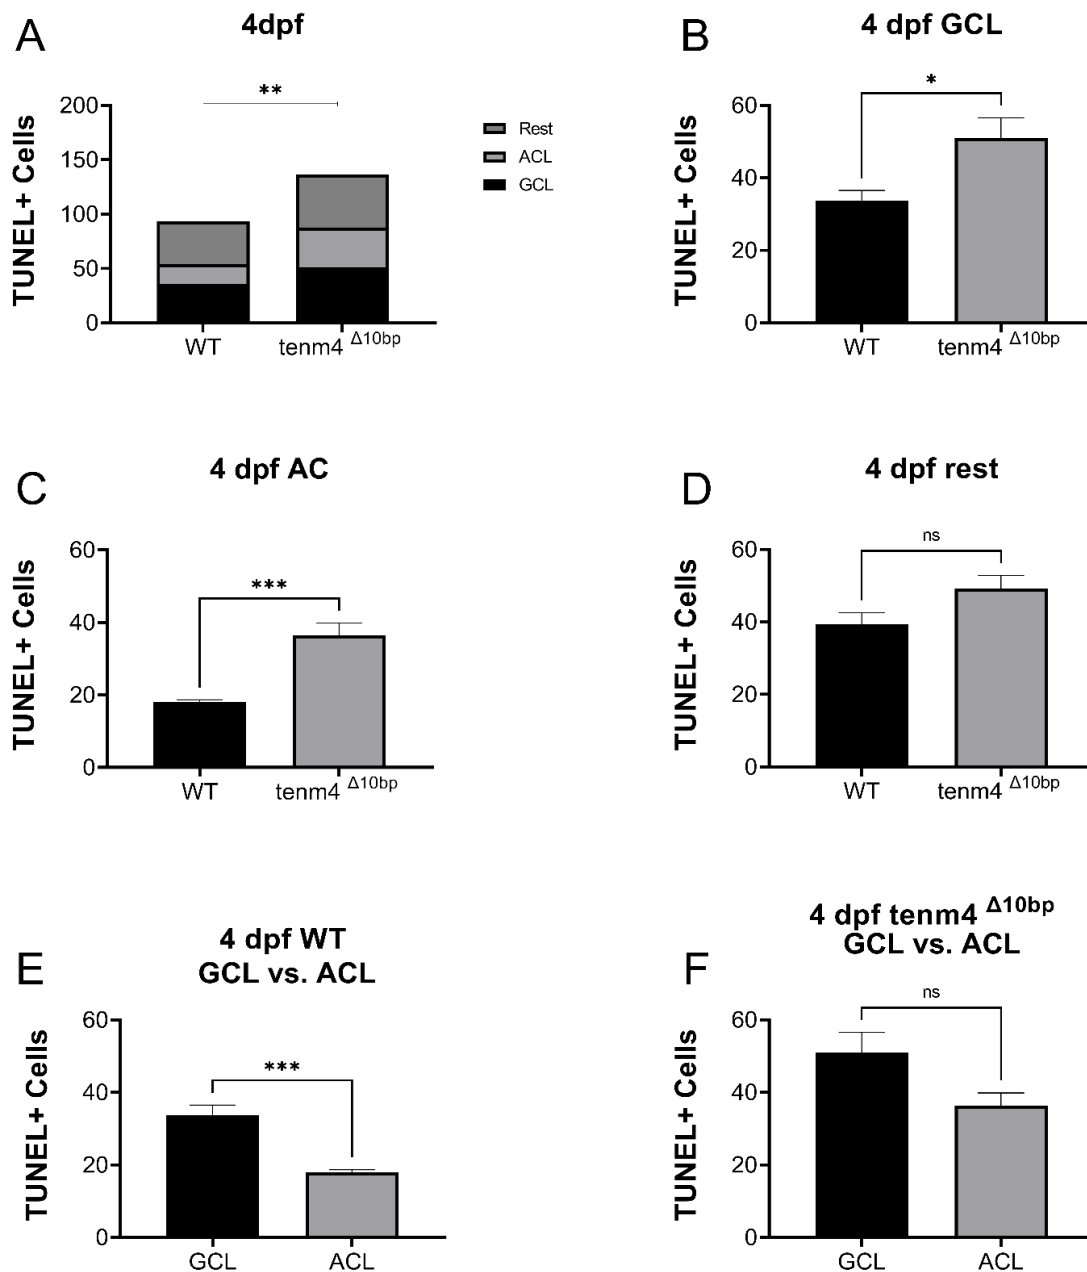 A
4dpf
TUNEL+ Cells
200
150
100
50
0
**
WT
tenm4 Δ10bp
Rest
ACL
GCL
B
4 dpf GCL
TUNEL+ Cells
60
40
20
0
*
WT
tenm4 Δ10bp
C
4 dpf AC
TUNEL+ Cells
60
40
20
0
***
WT
tenm4 Δ10bp
D
4 dpf rest
TUNEL+ Cells
60
40
20
0
ns
WT
tenm4 Δ10bp
E
4 dpf WT
GCL vs. ACL
TUNEL+ Cells
60
40
20
0
***
GCL
ACL
F
4 dpf tenm4 Δ10bp
GCL vs. ACL
TUNEL+ Cells
60
40
20
0
ns
GCL
ACL